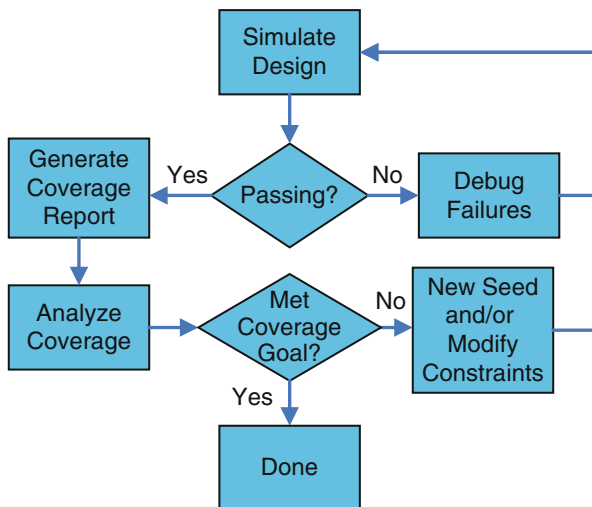 Simulate
Design
Yes
No
Generate
Coverage
Report
Passing?
Debug
Failures
Analyze
Coverage
Met
Coverage
Goal?
No
New Seed
and/or
Modify
Constraints
Yes
Done